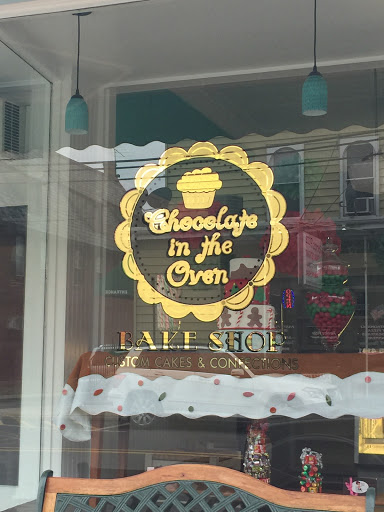 Chocolate
in the
Oven
BAKE SHOP
CUSTOM CAKES & CONFECTIONS